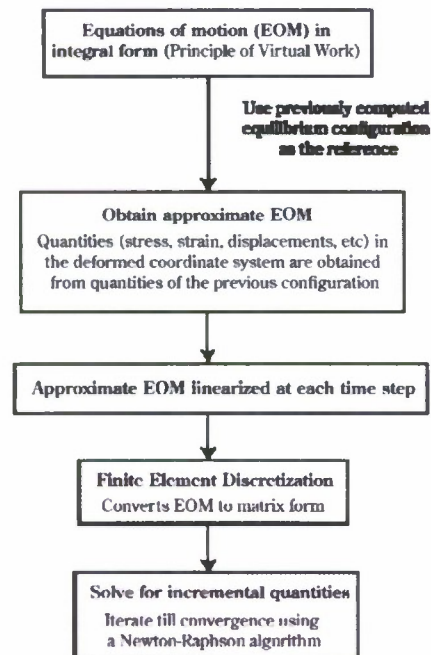 Equations of motion (EOM) in
integral form (Principle of Virtual Work)
Use previously computed
equilibrium configuration
as the reference
Obtain approximate EOM
Quantities (stress, strain, displacements, etc) in
the deformed coordinate system are obtained
from quantities of the previous configuration
Approximate EOM linearized at each time step
Finite Element Discretization
Converts EOM to matrix form
Solve for incremental quantities
Iterate till convergence using
a Newton-Raphson algorithm